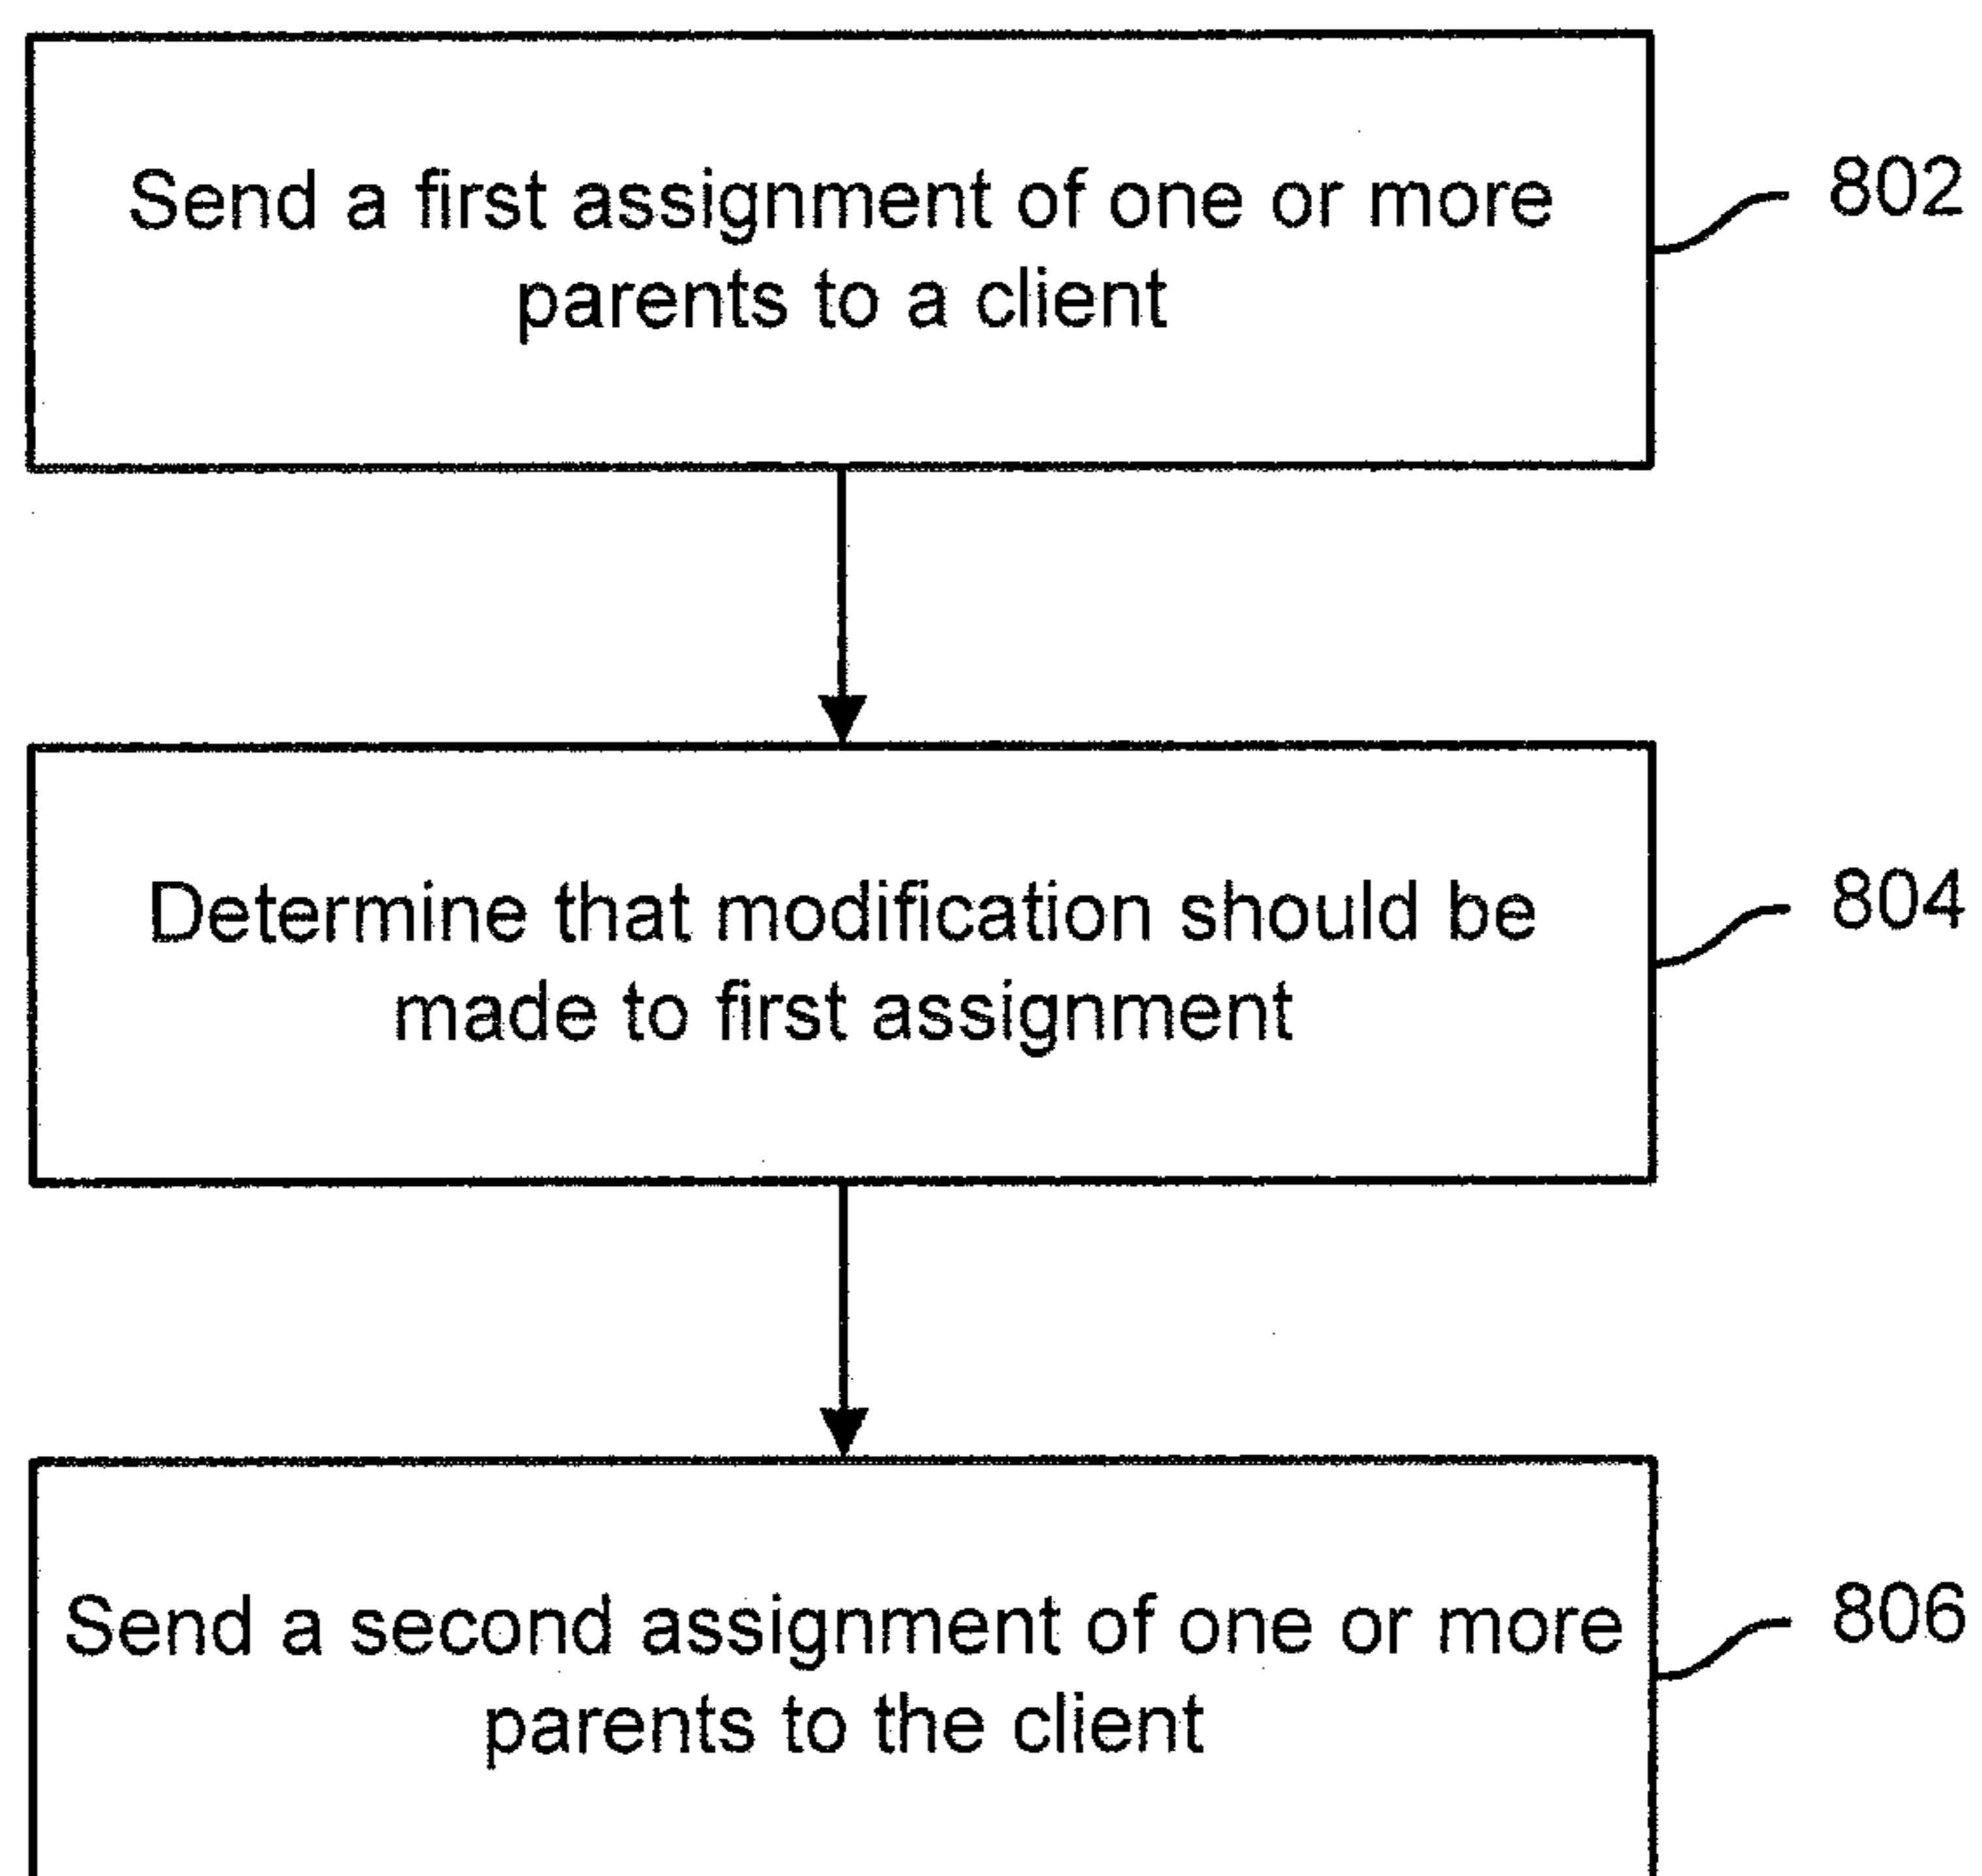 Send a first assignment of one or more
parents to a client
802
Determine that modification should be
made to first assignment
804
Send a second assignment of one or more
parents to the client
806